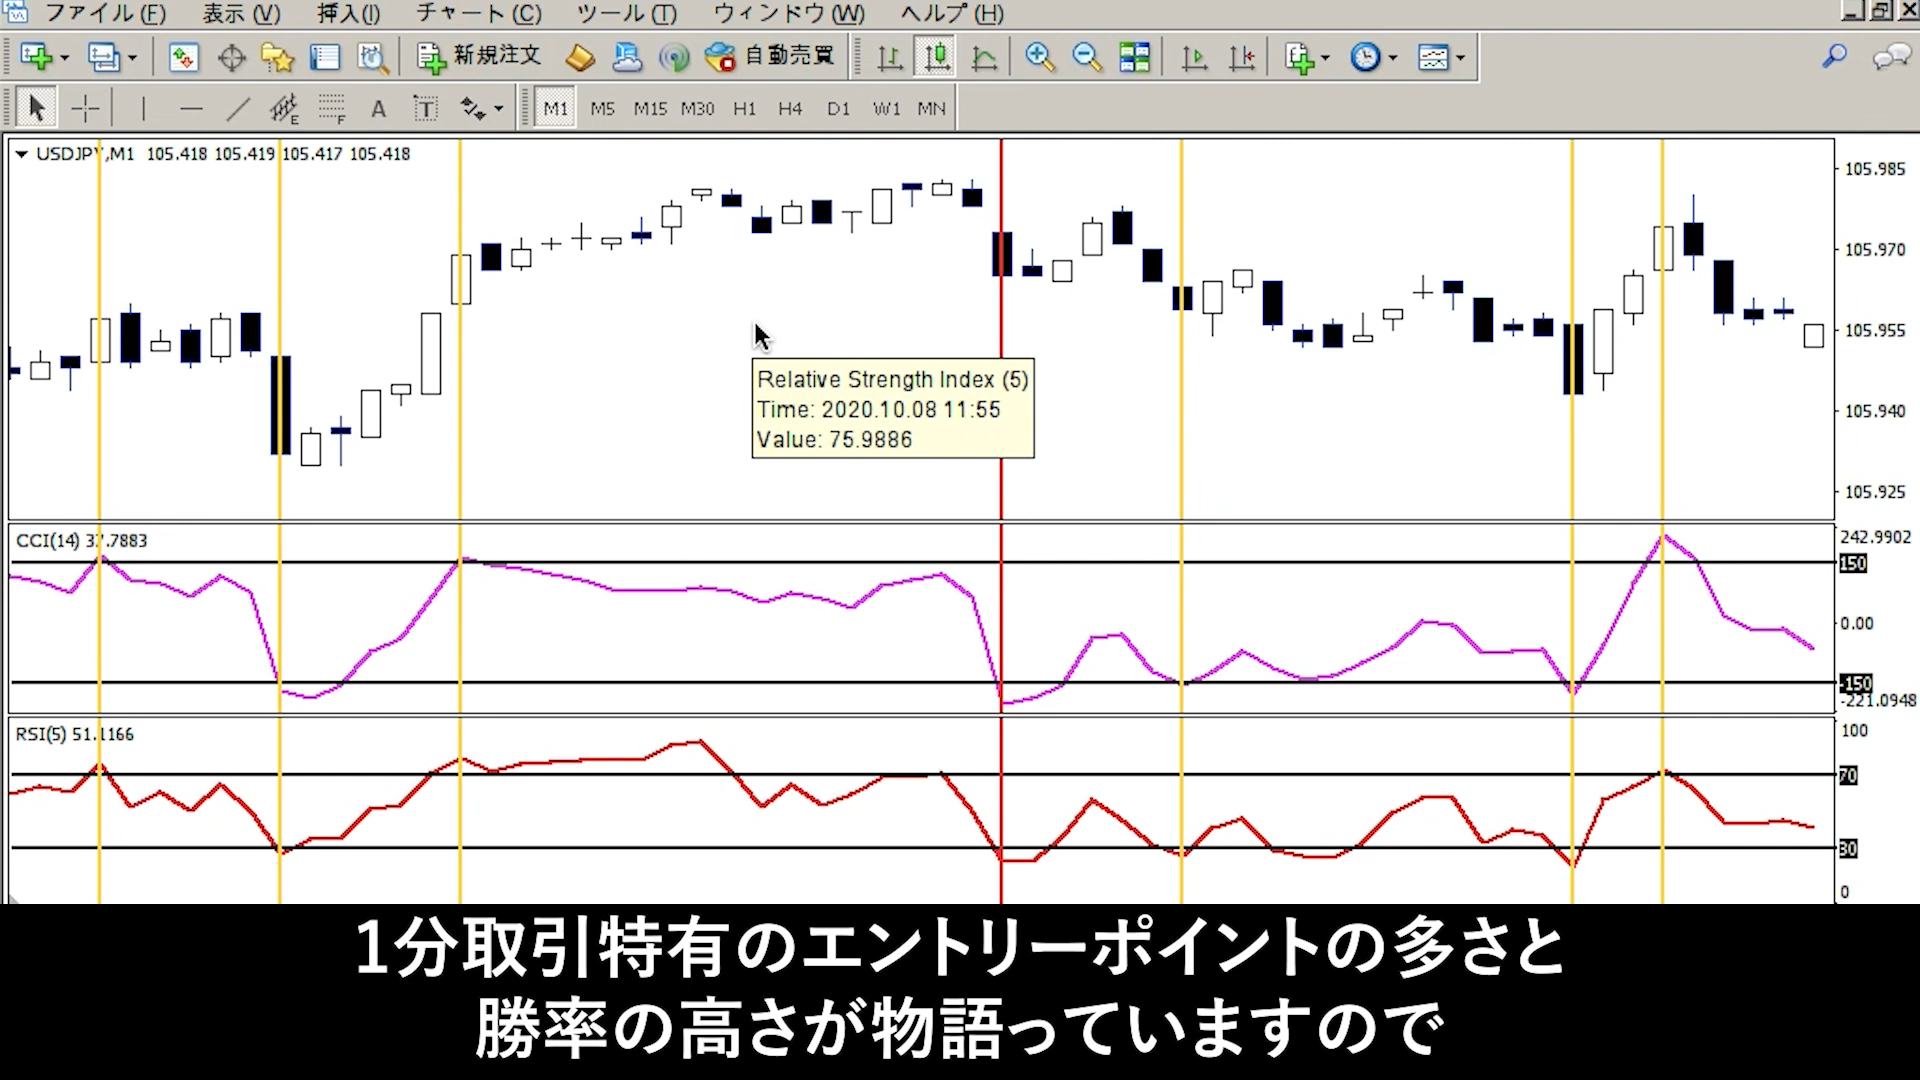 ファイル (F) 表示 (V) 挿入(I) チャート (C) ツール (T) ウィンドウ (W) ヘルプ (H)
新規注文 自動売買
E F A T M1 M5 M15 M30 H1 H4 D1 W1 MN
USDJPY,M1 105.418 105.419 105.417 105.418
105.985
105.970
105.955
105.940
105.925
Relative Strength Index (5)
Time: 2020.10.08 11:55
Value: 75.9886
CCI(14) 37.7883
242.9902
150
0.00
-150
-221.0948
RSI(5) 51.1166
100
70
30
0
1分取引特有のエントリーポイントの多さと
勝率の高さが物語っていますので